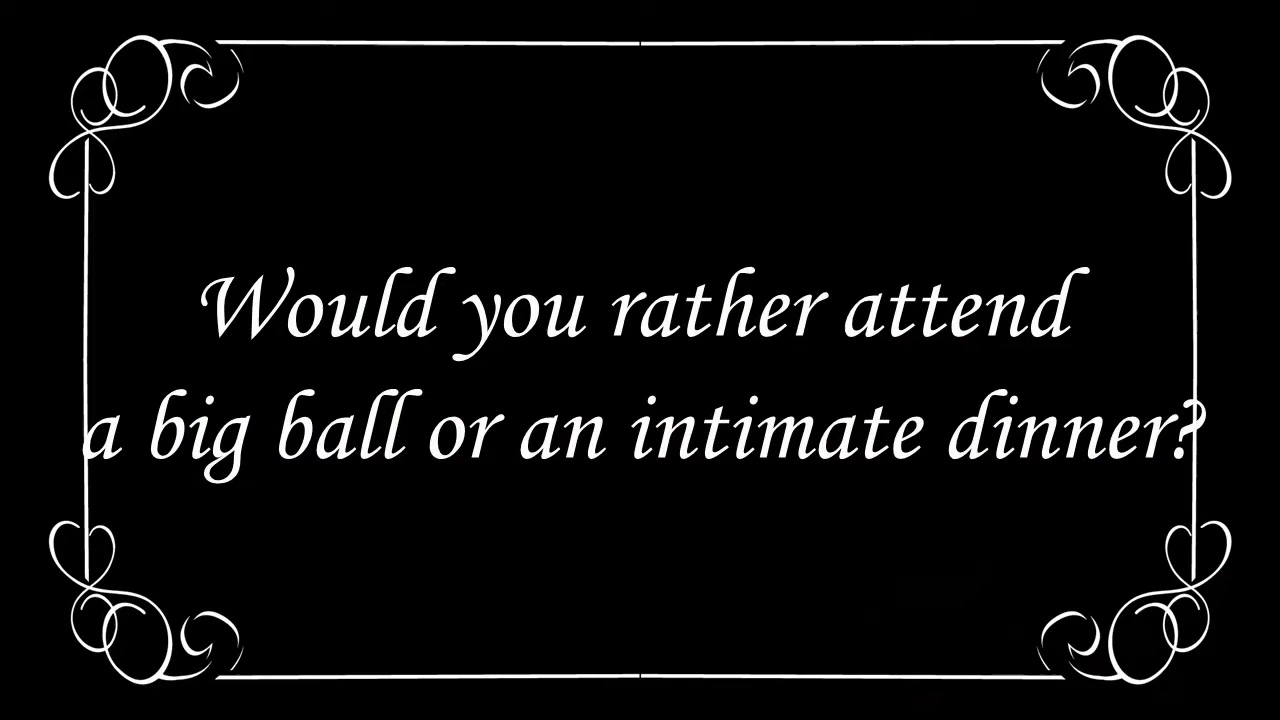 Would you rather attend
a big ball or an intimate dinner?